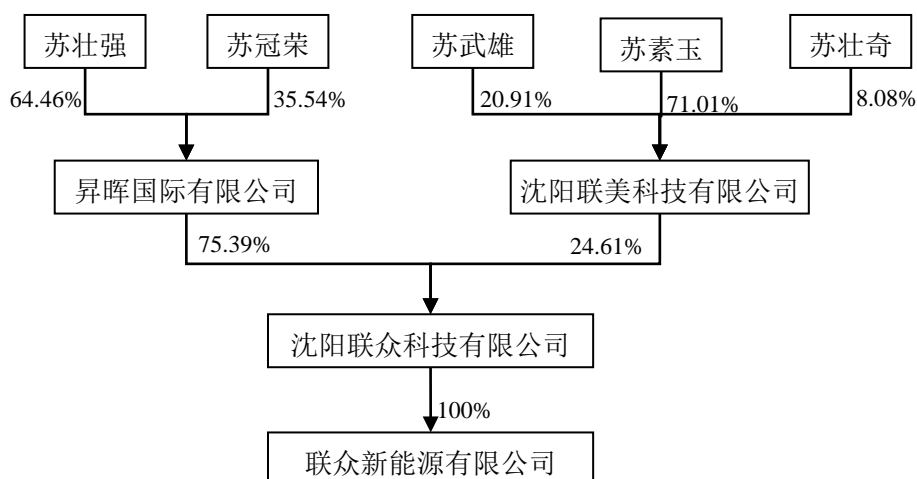 苏壮强
苏冠荣
苏武雄
苏素玉
苏壮奇
64.46%
35.54%
20.91%
71.01%
8.08%
昇晖国际有限公司
沈阳联美科技有限公司
75.39%
24.61%
沈阳联众科技有限公司
100%
联众新能源有限公司